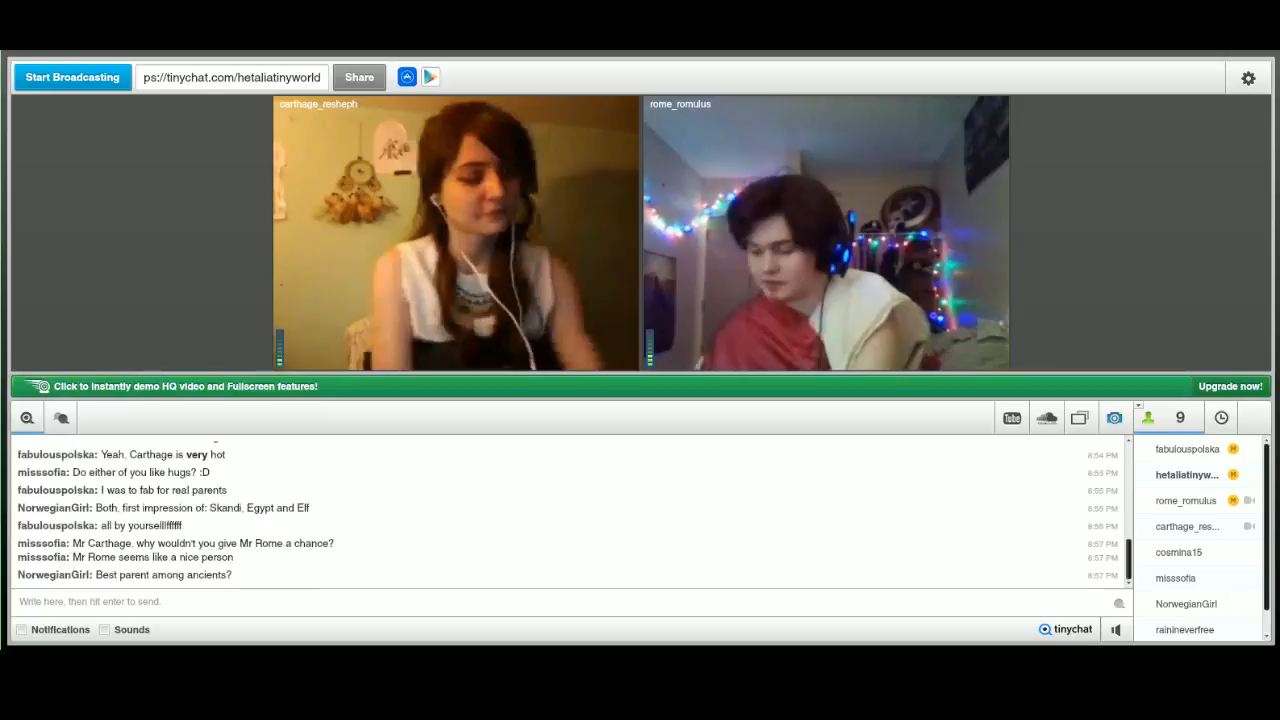 Start Broadcasting
ps://tinychat.com/hetaliatinyworld
Share
carthage_resheph
rome_romulus
Click to instantly demo HQ video and Fullscreen features!
Upgrade now!
You Tube
9
fabulouspolska: Yeah, Carthage is very hot 8:54 PM
misssofia: Do either of you like hugs? :D 8:55 PM
fabulouspolska: I was to fab for real parents 8:55 PM
NorwegianGirl: Both, first impression of: Skandi, Egypt and Elf 8:55 PM
fabulouspolska: all by yourselllffffff 8:56 PM
misssofia: Mr Carthage, why wouldn't you give Mr Rome a chance? 8:57 PM
misssofia: Mr Rome seems like a nice person 8:57 PM
NorwegianGirl: Best parent among ancients? 8:57 PM
fabulouspolska M
hetaliatinyw... M
rome_romulus M
carthage_res...
cosmina15
misssofia
NorwegianGirl
rainineverfree
Write here, then hit enter to send.
Notifications
Sounds
tinychat